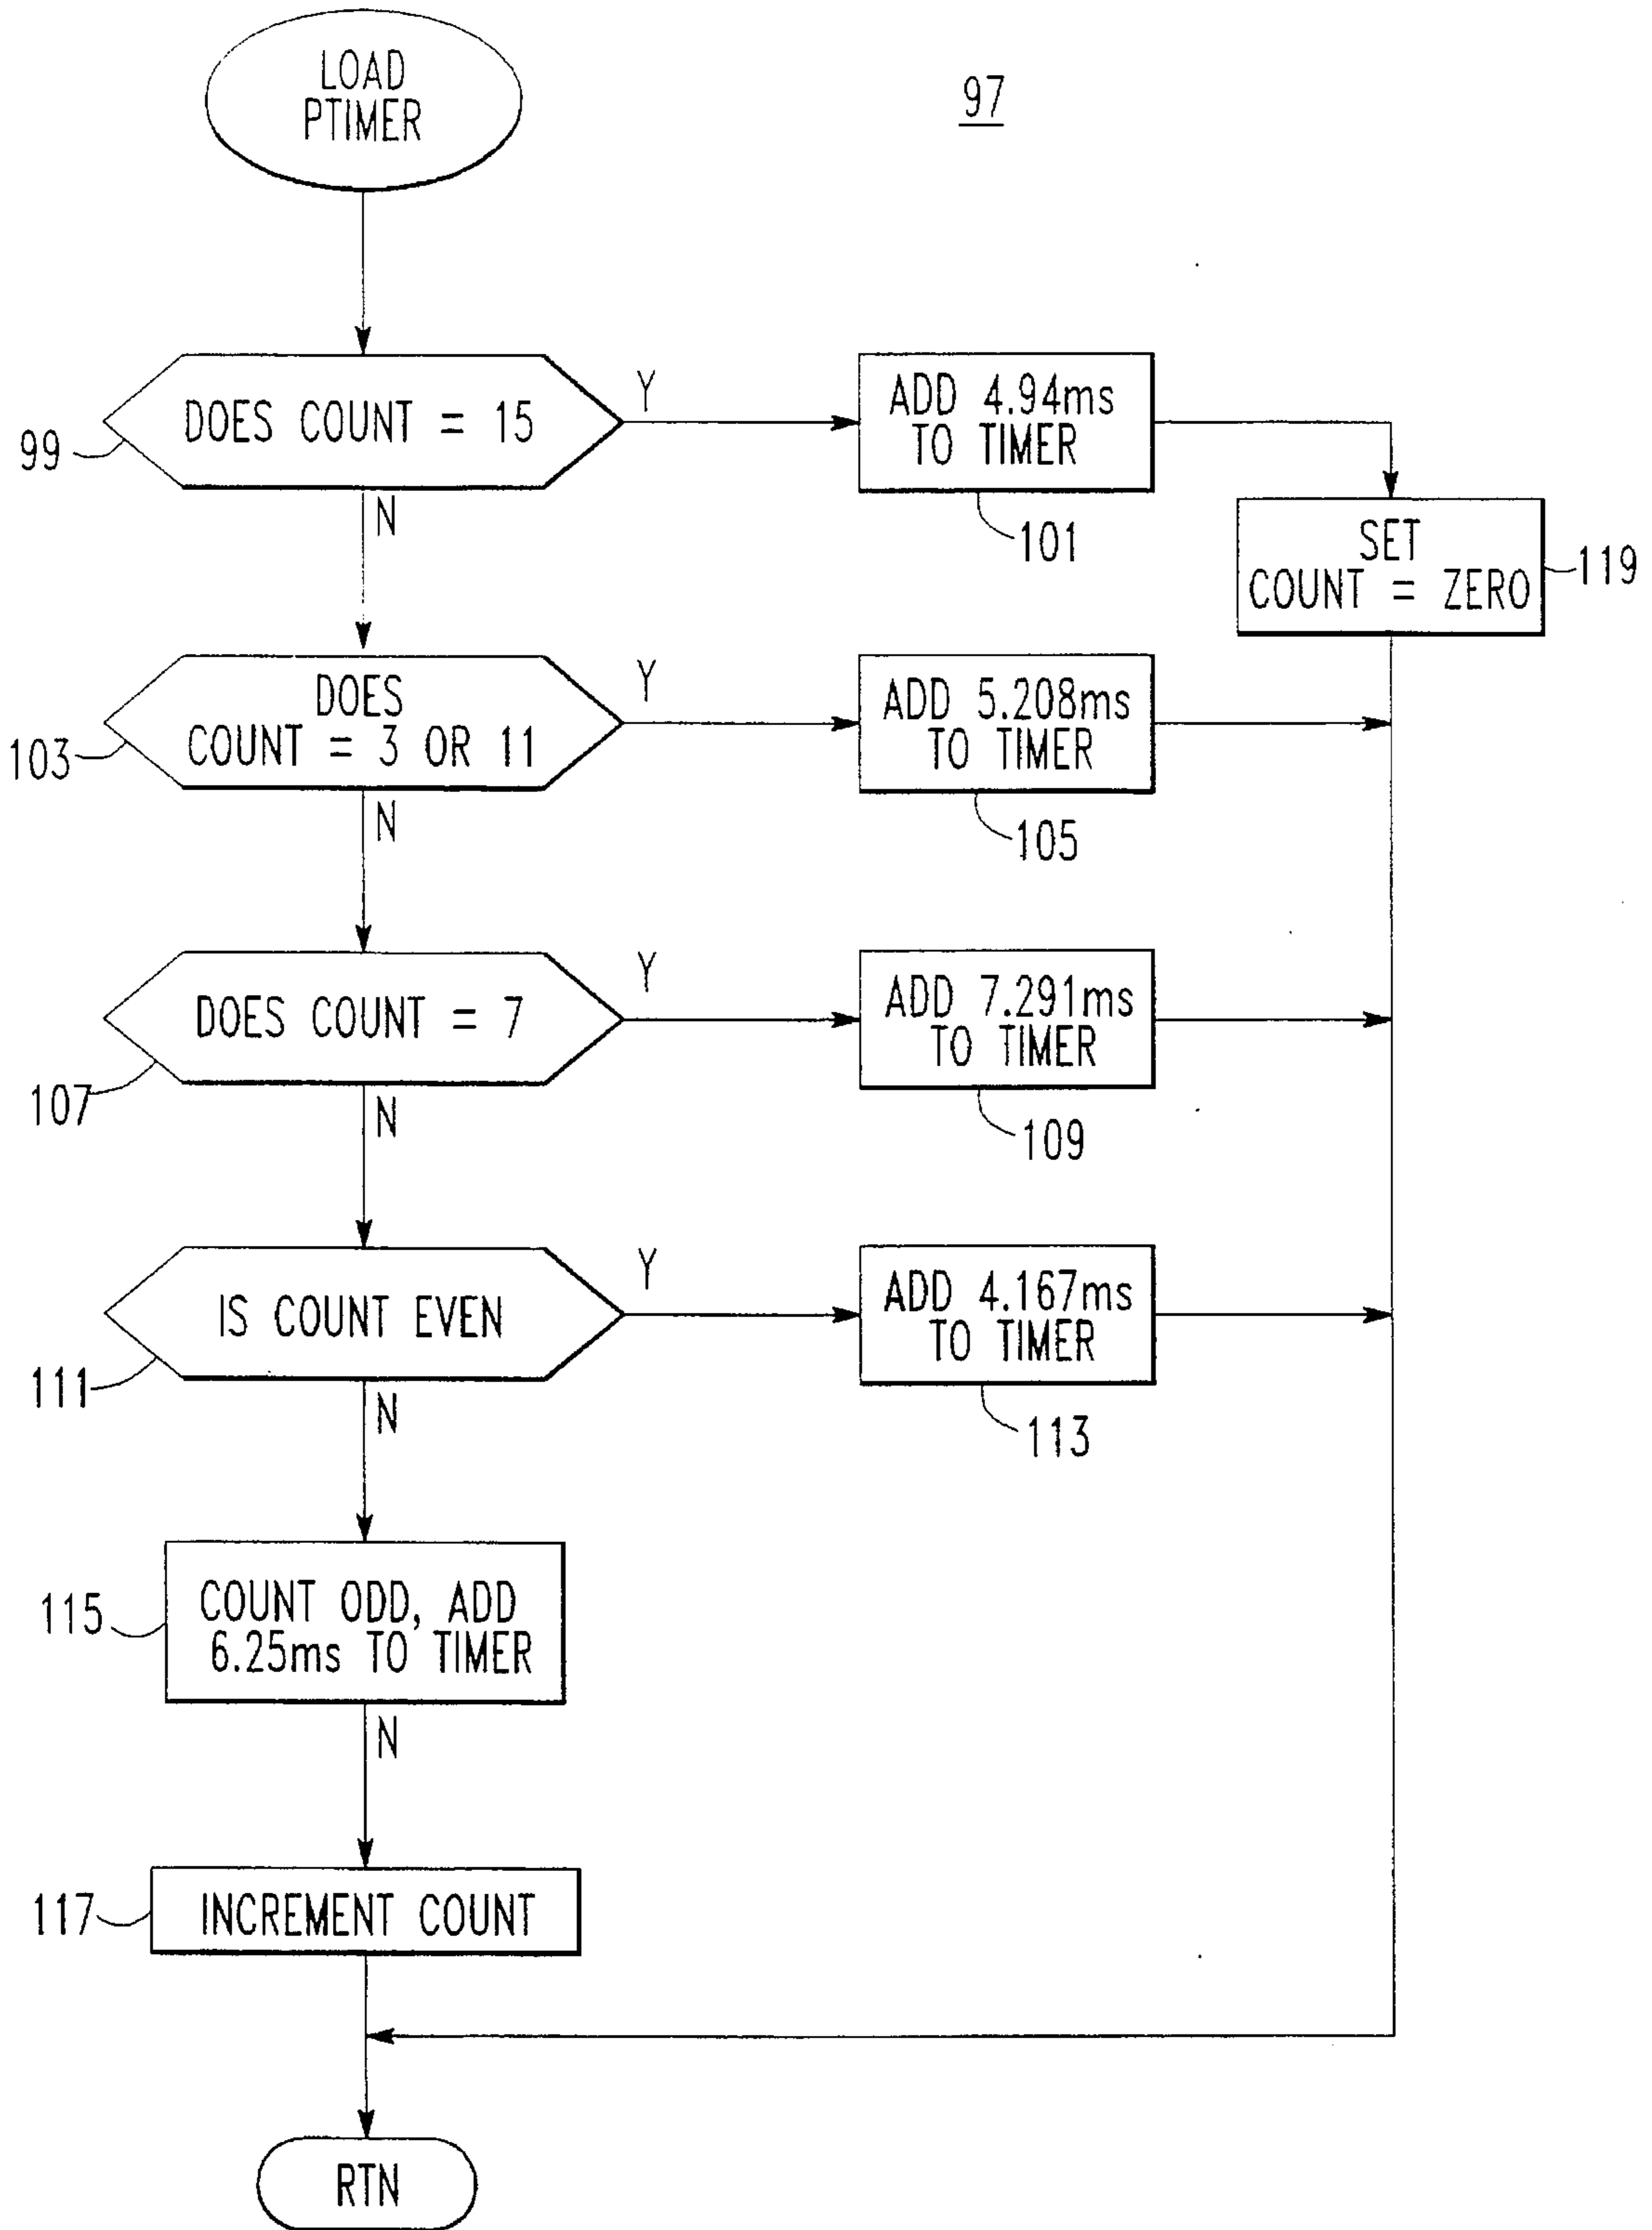 LOAD
PTIMER
97
DOES COUNT = 15
Y
ADD 4.94ms
TO TIMER
99
N
101
SET
COUNT = ZERO
119
DOES
COUNT = 3 OR 11
Y
ADD 5.208ms
TO TIMER
103
N
105
DOES COUNT = 7
Y
ADD 7.291ms
TO TIMER
107
N
109
IS COUNT EVEN
Y
ADD 4.167ms
TO TIMER
111
N
113
COUNT ODD, ADD
6.25ms TO TIMER
115
N
INCREMENT COUNT
117
RTN